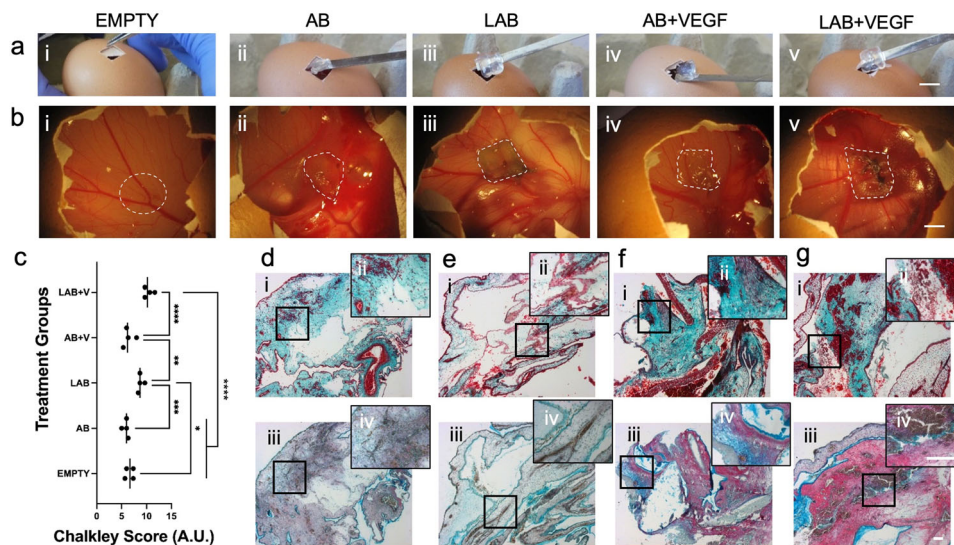 EMPTY AB LAB AB+VEGF LAB+VEGF
a i ii iii iv v
b i ii iii iv v
c d e f g
i ii i ii i ii i
LAB+V
****
AB+V
**
****
LAB
***
*
AB
EMPTY
iii iv iii iv iii iv iii iv
0 5 10 15
Chalkley Score (A.U.)
Treatment Groups